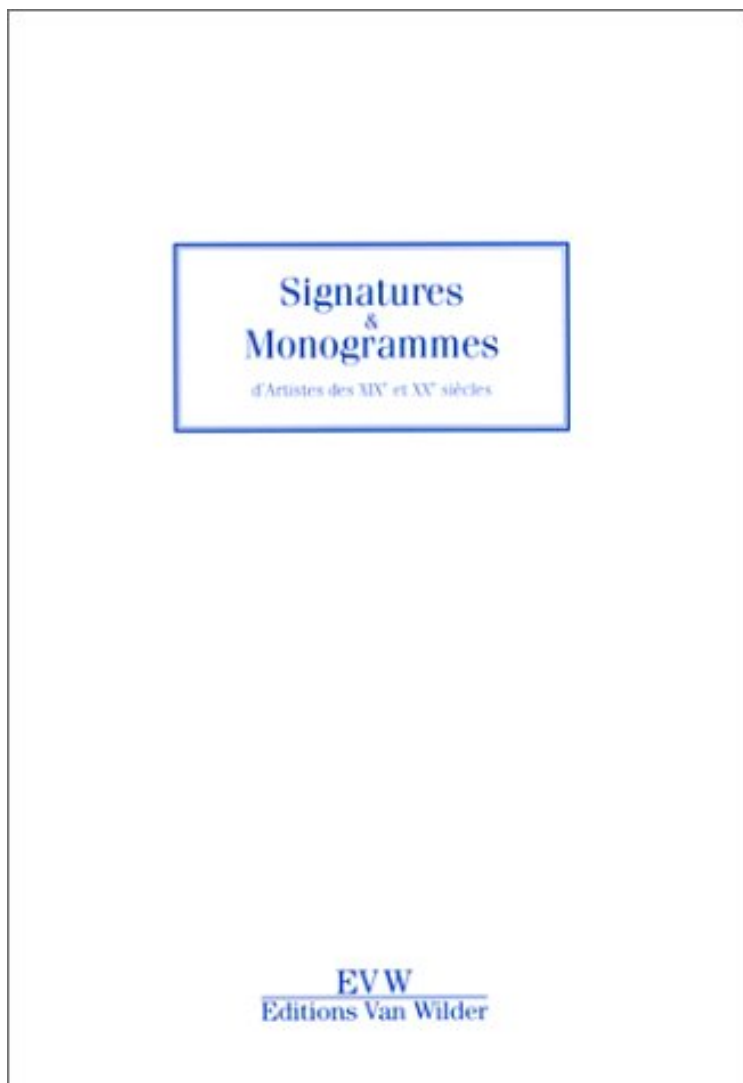 Signatures
&
Monogrammes
d'Artistes des XIXe et XXe siècles
EVW
Editions Van Wilder